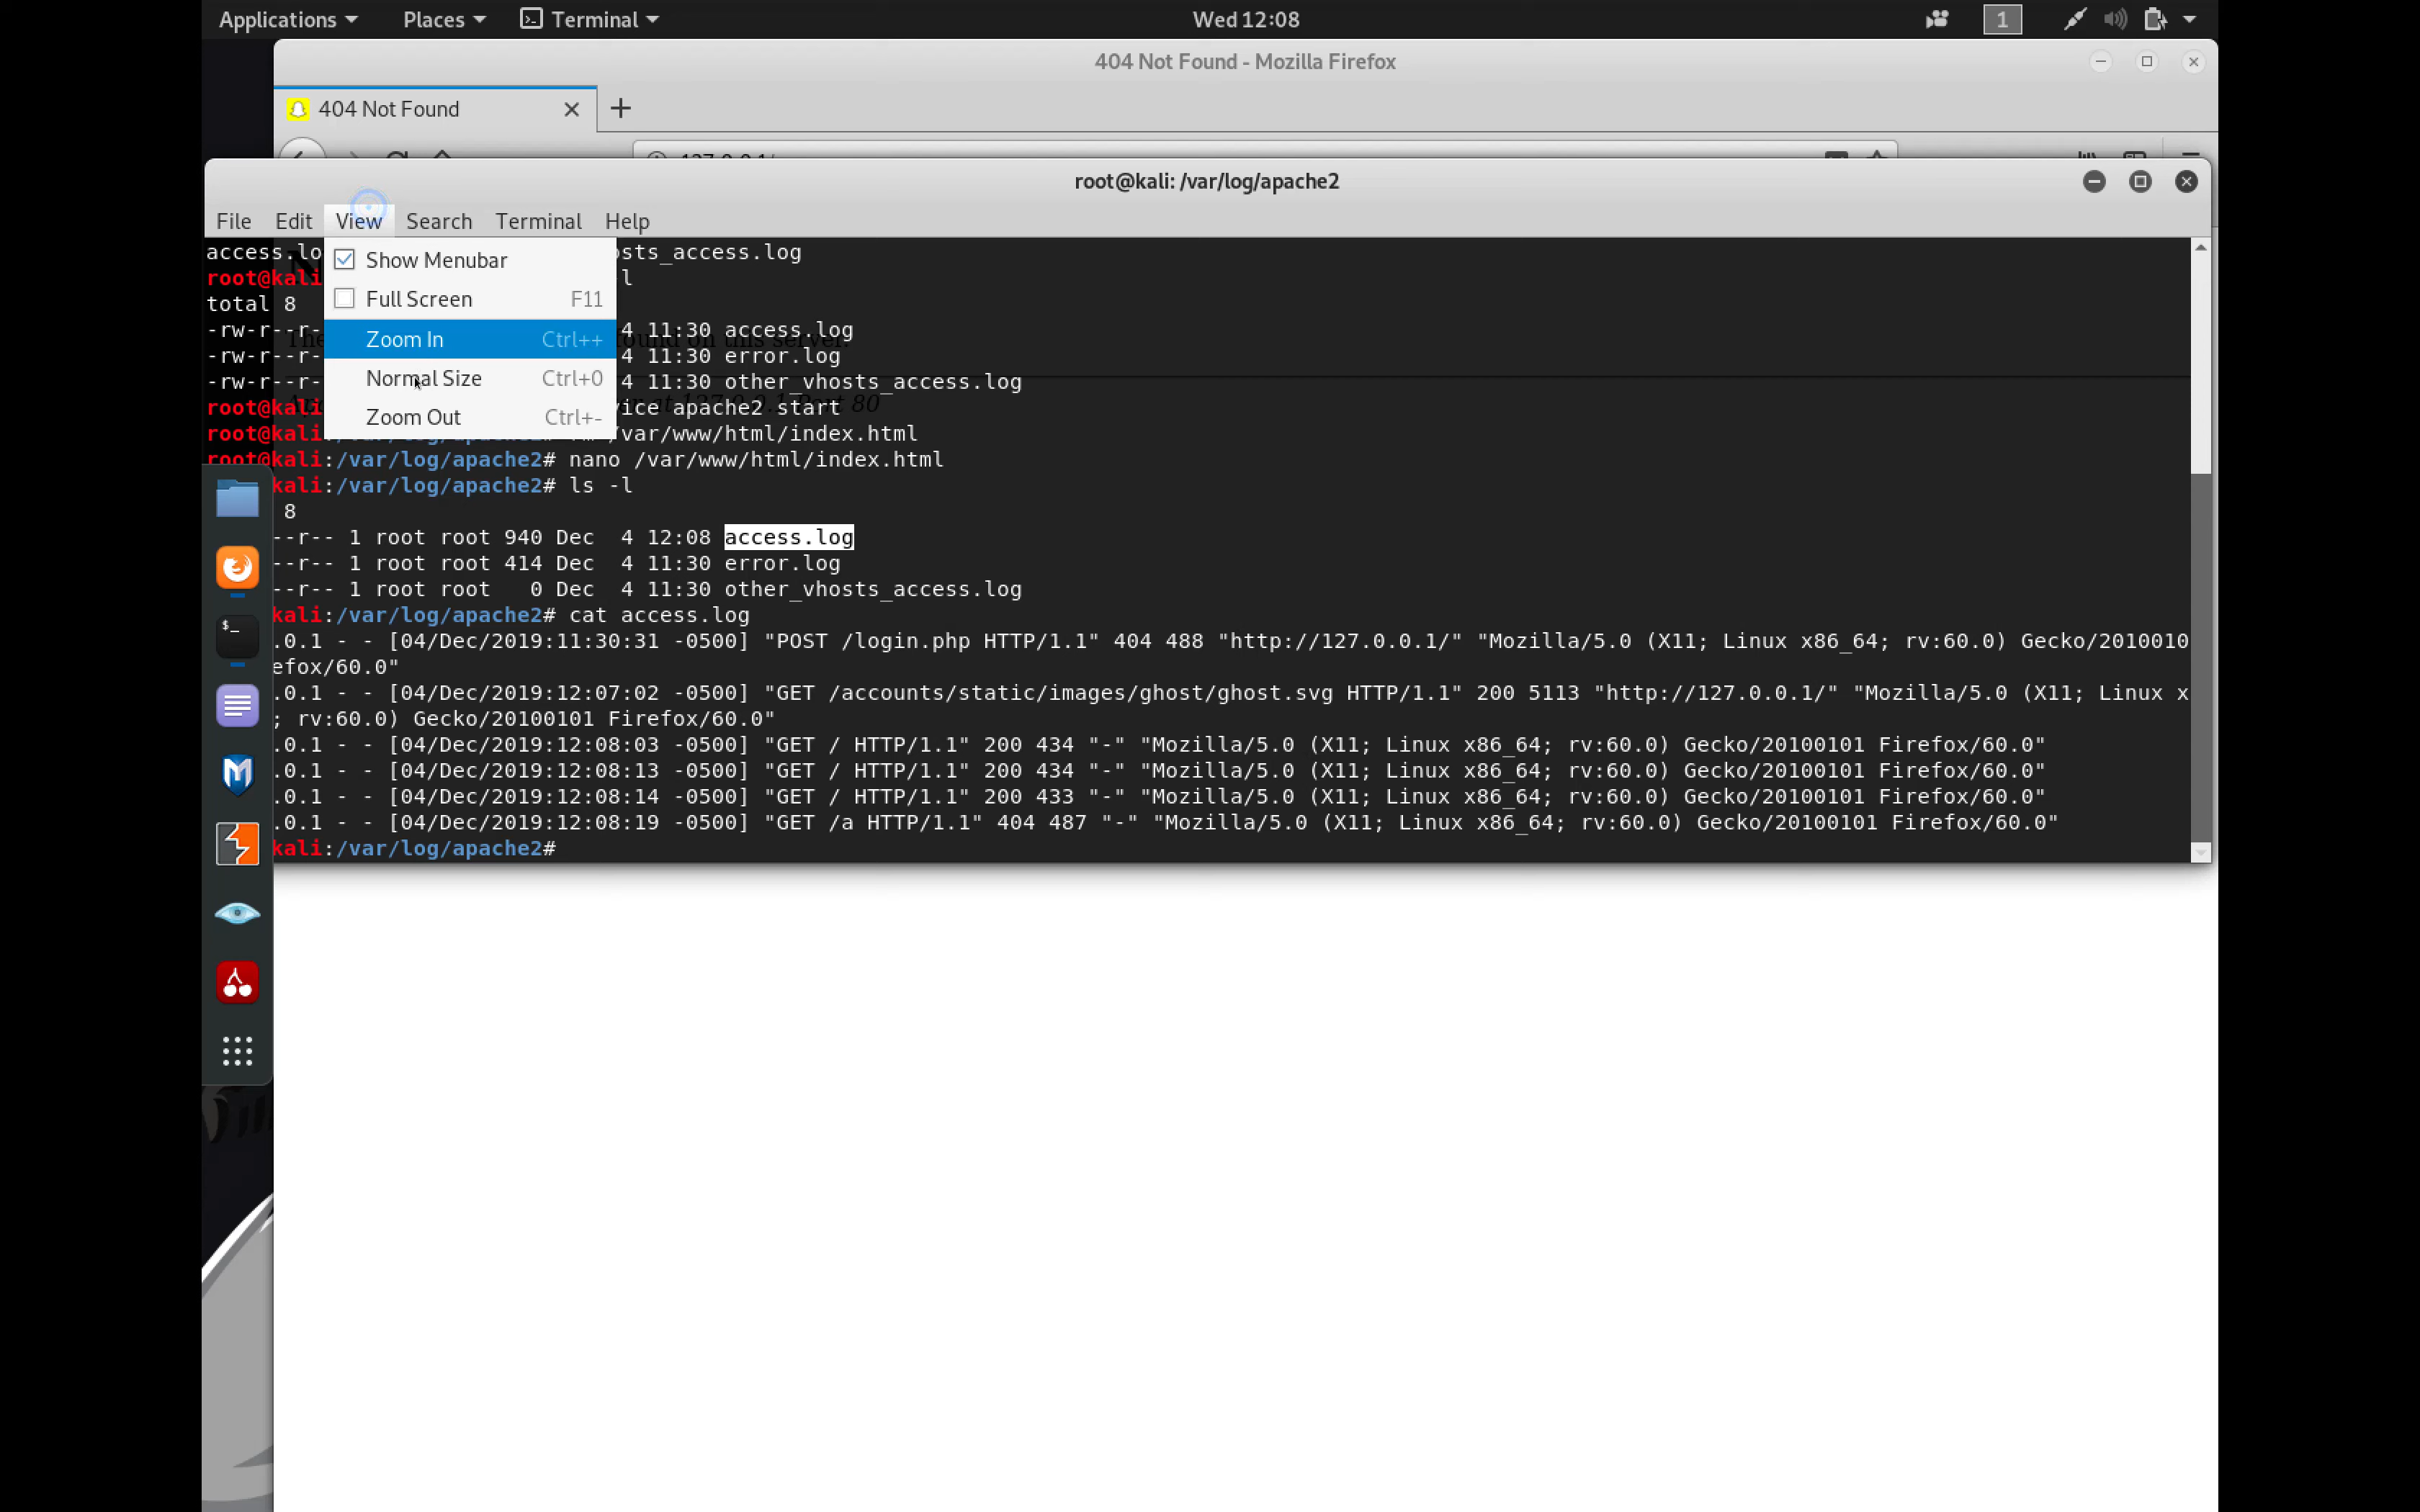 Applications Places Terminal Wed 12:08 1
404 Not Found - Mozilla Firefox
404 Not Found
root@kali: /var/log/apache2
File Edit View Search Terminal Help
Show Menubar
Full Screen F11
Zoom In Ctrl++
Normal Size Ctrl+0
Zoom Out Ctrl+-
root@kali
total 8
-rw-r--r- 4 11:30 access.log
-rw-r--r- 4 11:30 error.log
-rw-r--r- 4 11:30 other_vhosts_access.log
root@kali ice apache2 start
root@kali /var/www/html/index.html
root@kali:/var/log/apache2# nano /var/www/html/index.html
kali:/var/log/apache2# ls -l
8
--r-- 1 root root 940 Dec 4 12:08 access.log
--r-- 1 root root 414 Dec 4 11:30 error.log
--r-- 1 root root 0 Dec 4 11:30 other_vhosts_access.log
kali:/var/log/apache2# cat access.log
.0.1 - - [04/Dec/2019:11:30:31 -0500] "POST /login.php HTTP/1.1" 404 488 "http://127.0.0.1/" "Mozilla/5.0 (X11; Linux x86_64; rv:60.0) Gecko/2010010
efox/60.0"
.0.1 - - [04/Dec/2019:12:07:02 -0500] "GET /accounts/static/images/ghost/ghost.svg HTTP/1.1" 200 5113 "http://127.0.0.1/" "Mozilla/5.0 (X11; Linux x
; rv:60.0) Gecko/20100101 Firefox/60.0"
.0.1 - - [04/Dec/2019:12:08:03 -0500] "GET / HTTP/1.1" 200 434 "-" "Mozilla/5.0 (X11; Linux x86_64; rv:60.0) Gecko/20100101 Firefox/60.0"
.0.1 - - [04/Dec/2019:12:08:13 -0500] "GET / HTTP/1.1" 200 434 "-" "Mozilla/5.0 (X11; Linux x86_64; rv:60.0) Gecko/20100101 Firefox/60.0"
.0.1 - - [04/Dec/2019:12:08:14 -0500] "GET / HTTP/1.1" 200 433 "-" "Mozilla/5.0 (X11; Linux x86_64; rv:60.0) Gecko/20100101 Firefox/60.0"
.0.1 - - [04/Dec/2019:12:08:19 -0500] "GET /a HTTP/1.1" 404 487 "-" "Mozilla/5.0 (X11; Linux x86_64; rv:60.0) Gecko/20100101 Firefox/60.0"
kali:/var/log/apache2#